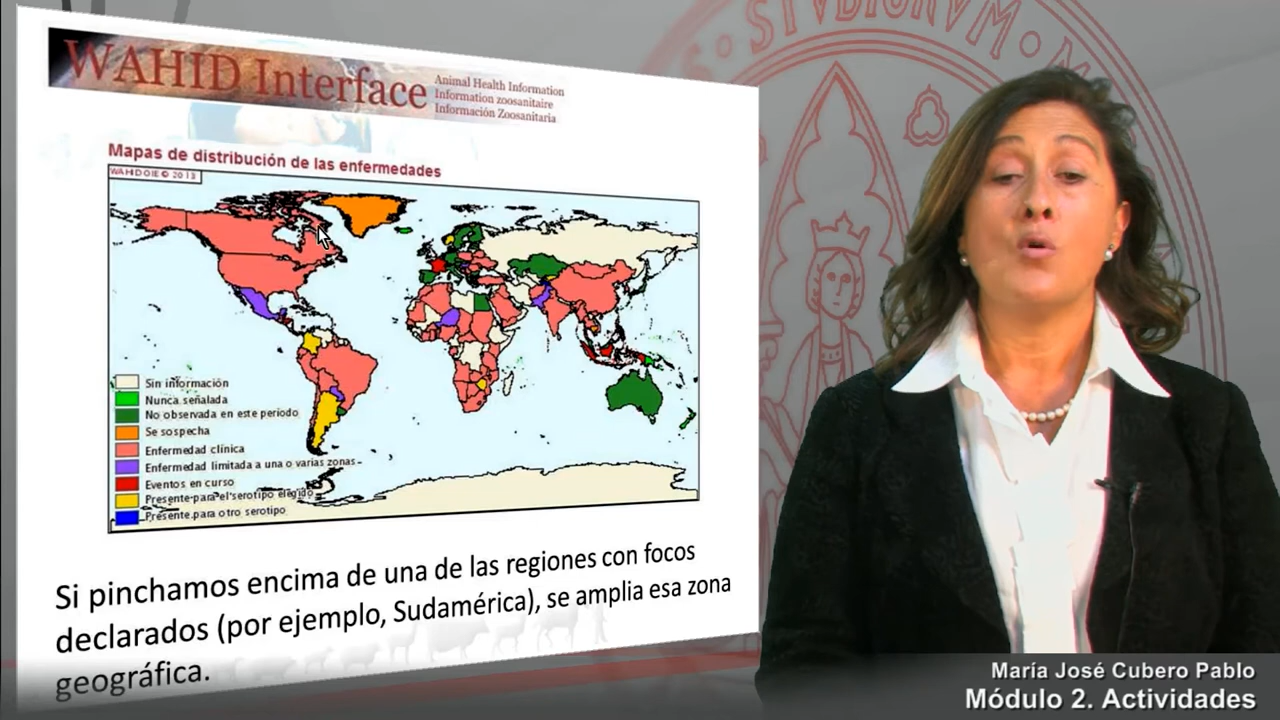 WAHID Interface
Animal Health Information
Information zoosanitaire
Información Zoosanitaria
Mapas de distribución de las enfermedades
WAHID OIE © 2013
Sin información
Nunca señalada
No observada en este periodo
Se sospecha
Enfermedad clínica
Enfermedad limitada a una o varias zonas
Eventos en curso
Presente para el serotipo elegido
Presente para otro serotipo
Si pinchamos encima de una de las regiones con focos
declarados (por ejemplo, Sudamérica), se amplia esa zona
geográfica.
STVDIORVM
María José Cubero Pablo
Módulo 2. Actividades